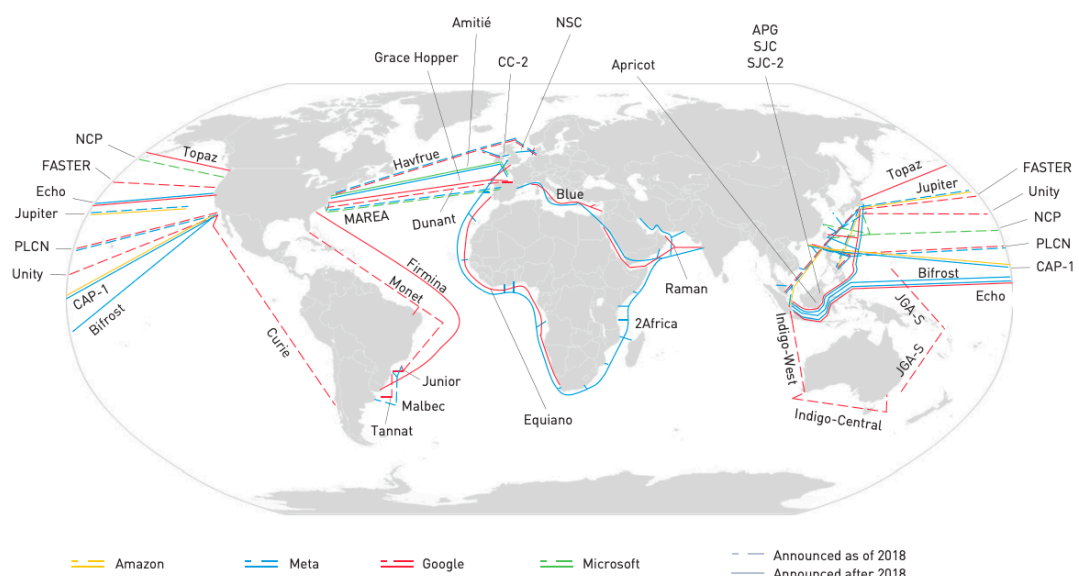 Amitié
NSC
APG
SJC
SJC-2
Grace Hopper
CC-2
Apricot
NCP
Topaz
FASTER
Echo
Jupiter
PLCN
Unity
CAP-1
Bifrost
Havfrue
MAREA
Dunant
Blue
Firmina
Monet
Curie
Junior
Malbec
Tannat
Equiano
2Africa
Raman
Topaz
Jupiter
FASTER
Unity
NCP
PLCN
CAP-1
Bifrost
Echo
JGA-S
JGA-S
Indigo-West
Indigo-Central
Amazon
Meta
Google
Microsoft
Announced as of 2018
Announced after 2018